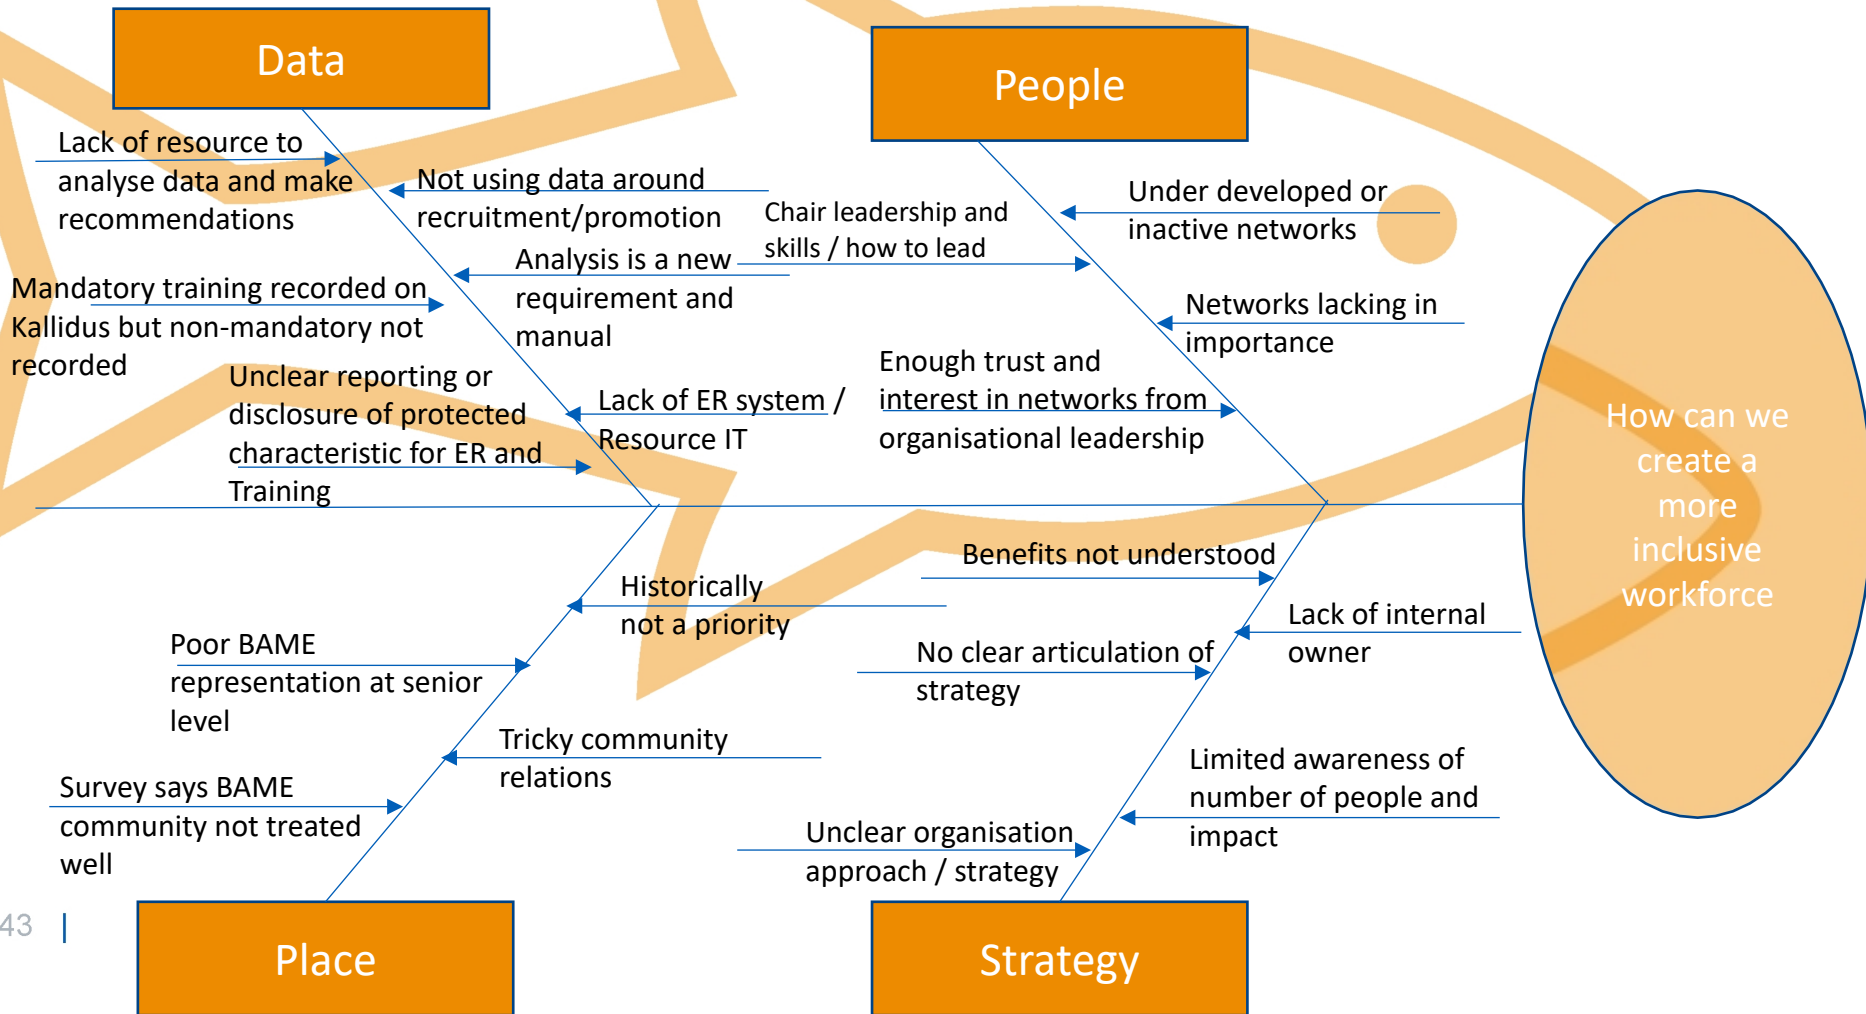 Data
People
Lack of resource to
analyse data and make
recommendations
Not using data around
recruitment/promotion
Chair leadership and
skills / how to lead
Under developed or
inactive networks
Analysis is a new
requirement and
manual
Mandatory training recorded on
Kallidus but non-mandatory not
recorded
Networks lacking in
importance
Unclear reporting or
disclosure of protected
characteristic for ER and
Training
Lack of ER system /
Resource IT
Enough trust and
interest in networks from
organisational leadership
How can we
create a
more
inclusive
workforce
Historically
not a priority
Benefits not understood
Poor BAME
representation at senior
level
No clear articulation of
strategy
Lack of internal
owner
Tricky community
relations
Survey says BAME
community not treated
well
Limited awareness of
number of people and
impact
Unclear organisation
approach / strategy
43 |
Place
Strategy